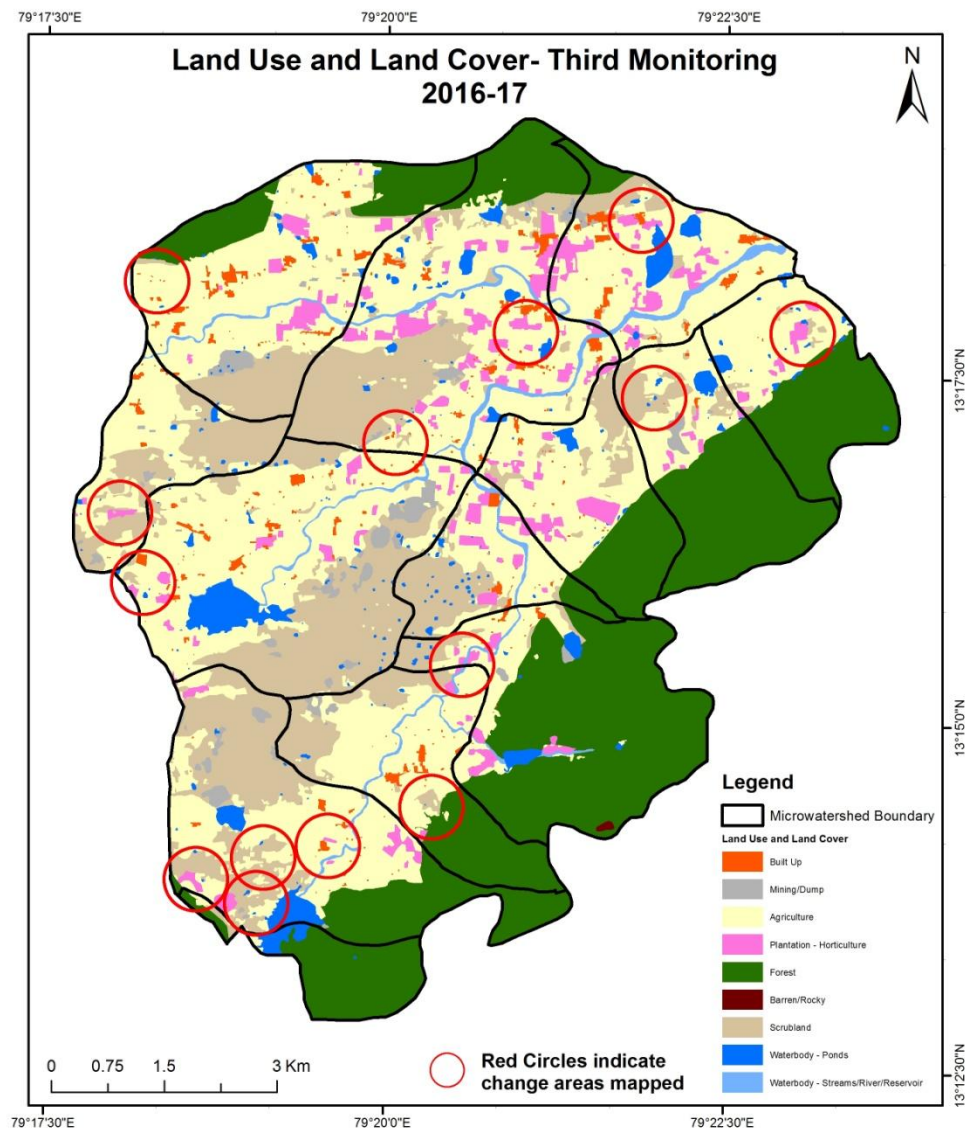 79°17'30"E 79°20'0"E 79°22'30"E
Land Use and Land Cover- Third Monitoring
2016-17
N
13°17'30"N
13°15'0"N
13°12'30"N
Legend
Microwatershed Boundary
Land Use and Land Cover
Built Up
Mining/Dump
Agriculture
Plantation - Horticulture
Forest
Barren/Rocky
Scrubland
Waterbody - Ponds
Waterbody - Streams/River/Reservoir
0 0.75 1.5 3 Km
Red Circles indicate
change areas mapped
79°17'30"E 79°20'0"E 79°22'30"E